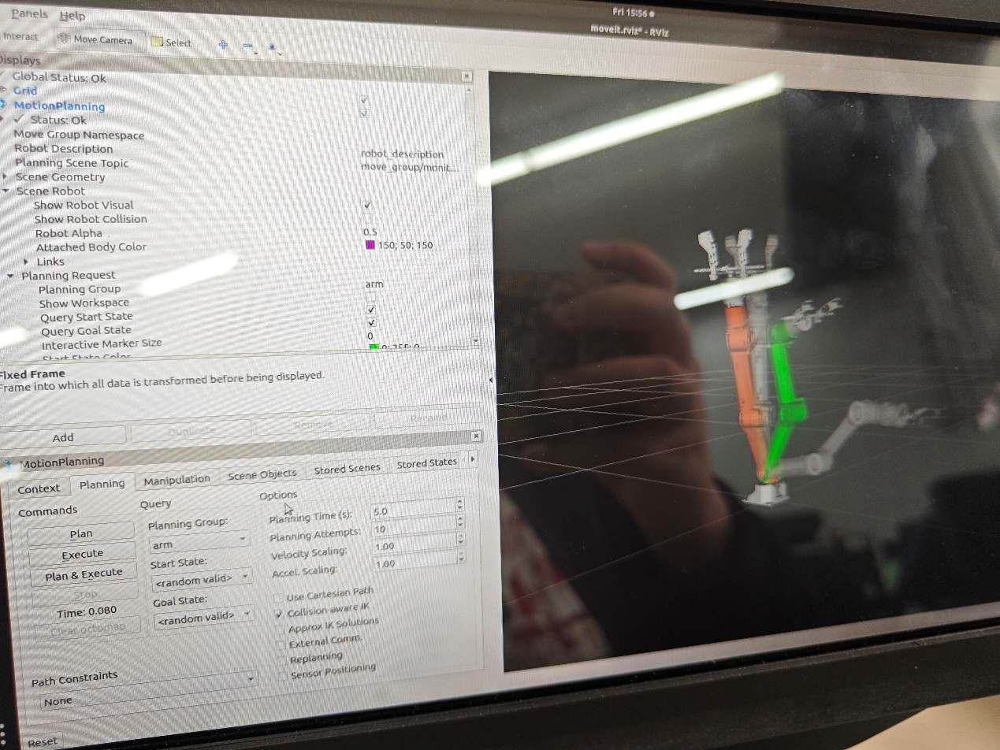 Panels Help
Fri 15:56
moveit.rviz* - RViz
Interact Move Camera Select
Displays
Global Status: Ok
Grid
MotionPlanning
Status: Ok
Move Group Namespace
Robot Description robot_description
Planning Scene Topic move_group/monit...
Scene Geometry
Scene Robot
Show Robot Visual
Show Robot Collision
Robot Alpha 0.5
Attached Body Color 150; 50; 150
Links
Planning Request
Planning Group arm
Show Workspace
Query Start State
Query Goal State
Interactive Marker Size 0
Start State Color 0; 255; 0
Fixed Frame
Frame into which all data is transformed before being displayed.
Add Remove Rename
MotionPlanning
Context Planning Manipulation Scene Objects Stored Scenes Stored States
Commands Query Options
Plan
Execute
Plan & Execute
Stop
Time: 0.080
Clear octomap
Planning Group:
arm
Start State:
<random valid>
Goal State:
<random valid>
Planning Time (s): 5.0
Planning Attempts: 10
Velocity Scaling: 1.00
Accel. Scaling: 1.00
Use Cartesian Path
Collision-aware IK
Approx IK Solutions
External Comm.
Replanning
Sensor Positioning
Path Constraints
None
Reset